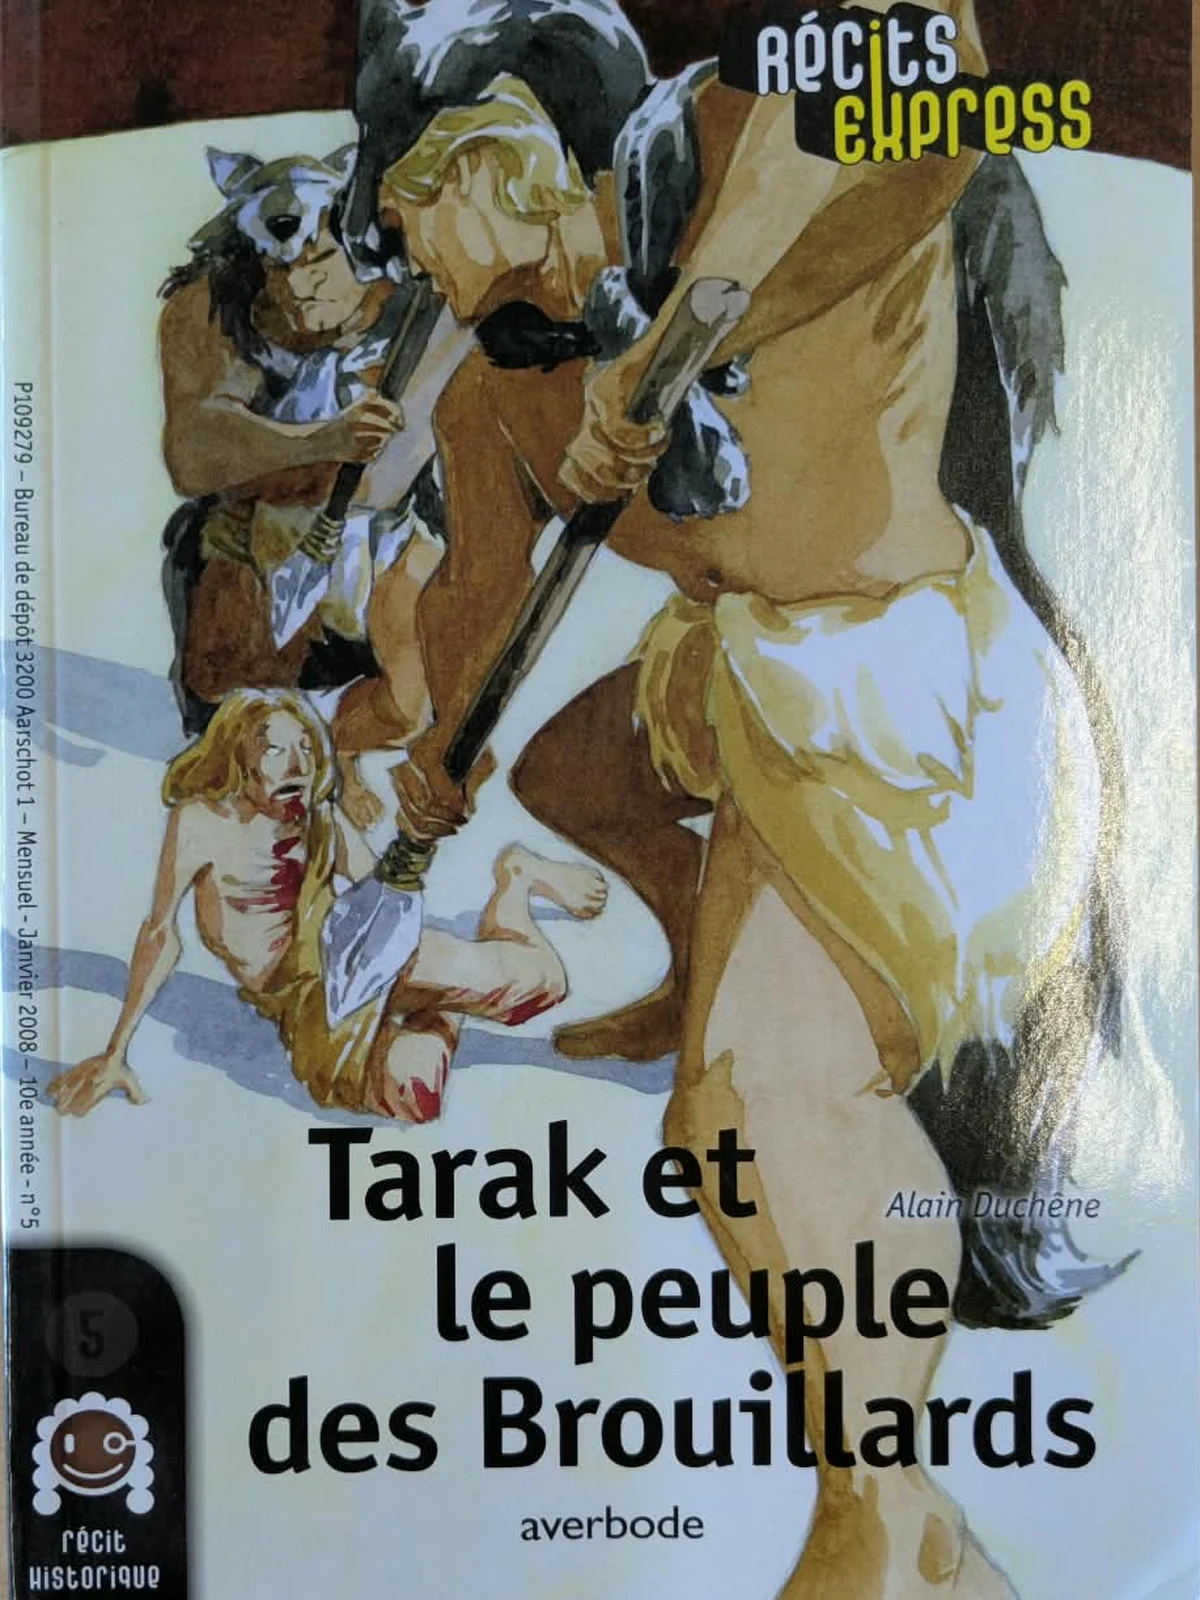 Récits
express
P109279 – Bureau de dépôt 3200 Aarschot 1 – Mensuel - Janvier 2008 – 10e année - n°5
Tarak et
Alain Duchêne
le peuple
des Brouillards
averbode
5
récit
Historique